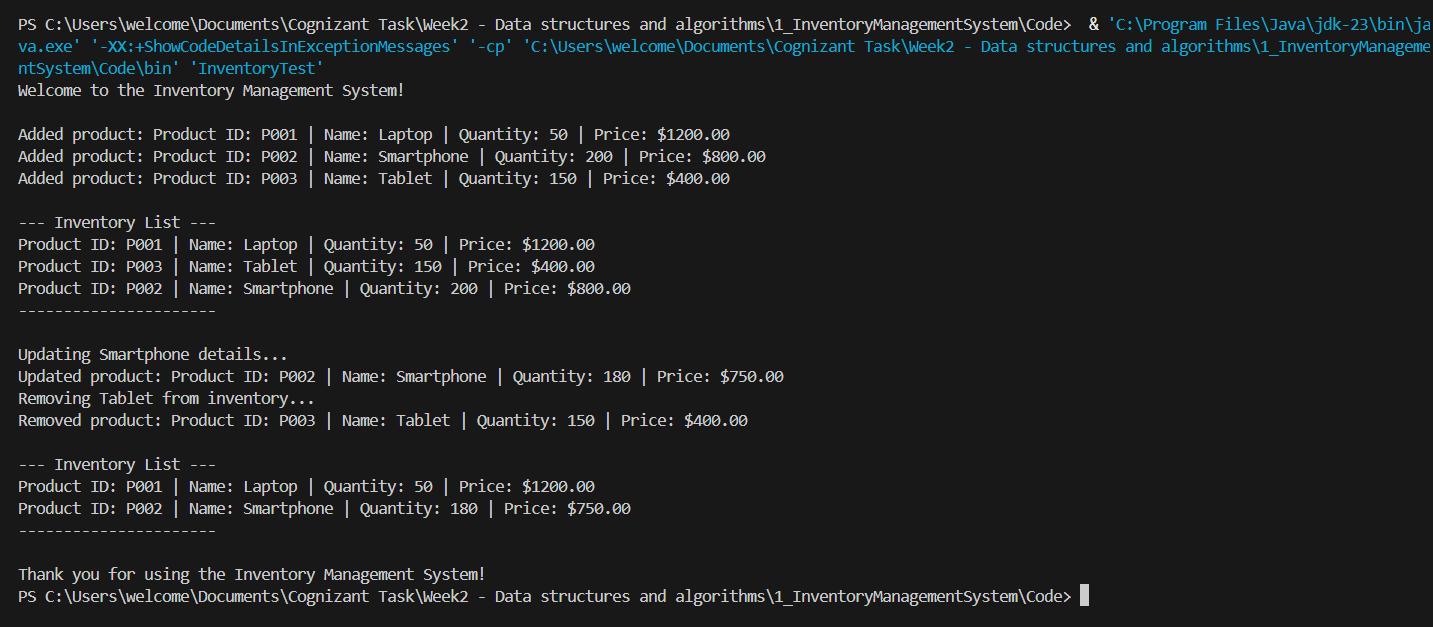 PS C:\Users\welcome\Documents\Cognizant Task\Week2 - Data structures and algorithms\1_InventoryManagementSystem\Code>  & 'C:\Program Files\Java\jdk-23\bin\ja
va.exe' '-XX:+ShowCodeDetailsInExceptionMessages' '-cp' 'C:\Users\welcome\Documents\Cognizant Task\Week2 - Data structures and algorithms\1_InventoryManageme
ntSystem\Code\bin' 'InventoryTest'
Welcome to the Inventory Management System!

Added product: Product ID: P001 | Name: Laptop | Quantity: 50 | Price: $1200.00
Added product: Product ID: P002 | Name: Smartphone | Quantity: 200 | Price: $800.00
Added product: Product ID: P003 | Name: Tablet | Quantity: 150 | Price: $400.00

--- Inventory List ---
Product ID: P001 | Name: Laptop | Quantity: 50 | Price: $1200.00
Product ID: P003 | Name: Tablet | Quantity: 150 | Price: $400.00
Product ID: P002 | Name: Smartphone | Quantity: 200 | Price: $800.00
----------------------

Updating Smartphone details...
Updated product: Product ID: P002 | Name: Smartphone | Quantity: 180 | Price: $750.00
Removing Tablet from inventory...
Removed product: Product ID: P003 | Name: Tablet | Quantity: 150 | Price: $400.00

--- Inventory List ---
Product ID: P001 | Name: Laptop | Quantity: 50 | Price: $1200.00
Product ID: P002 | Name: Smartphone | Quantity: 180 | Price: $750.00
----------------------

Thank you for using the Inventory Management System!
PS C:\Users\welcome\Documents\Cognizant Task\Week2 - Data structures and algorithms\1_InventoryManagementSystem\Code>